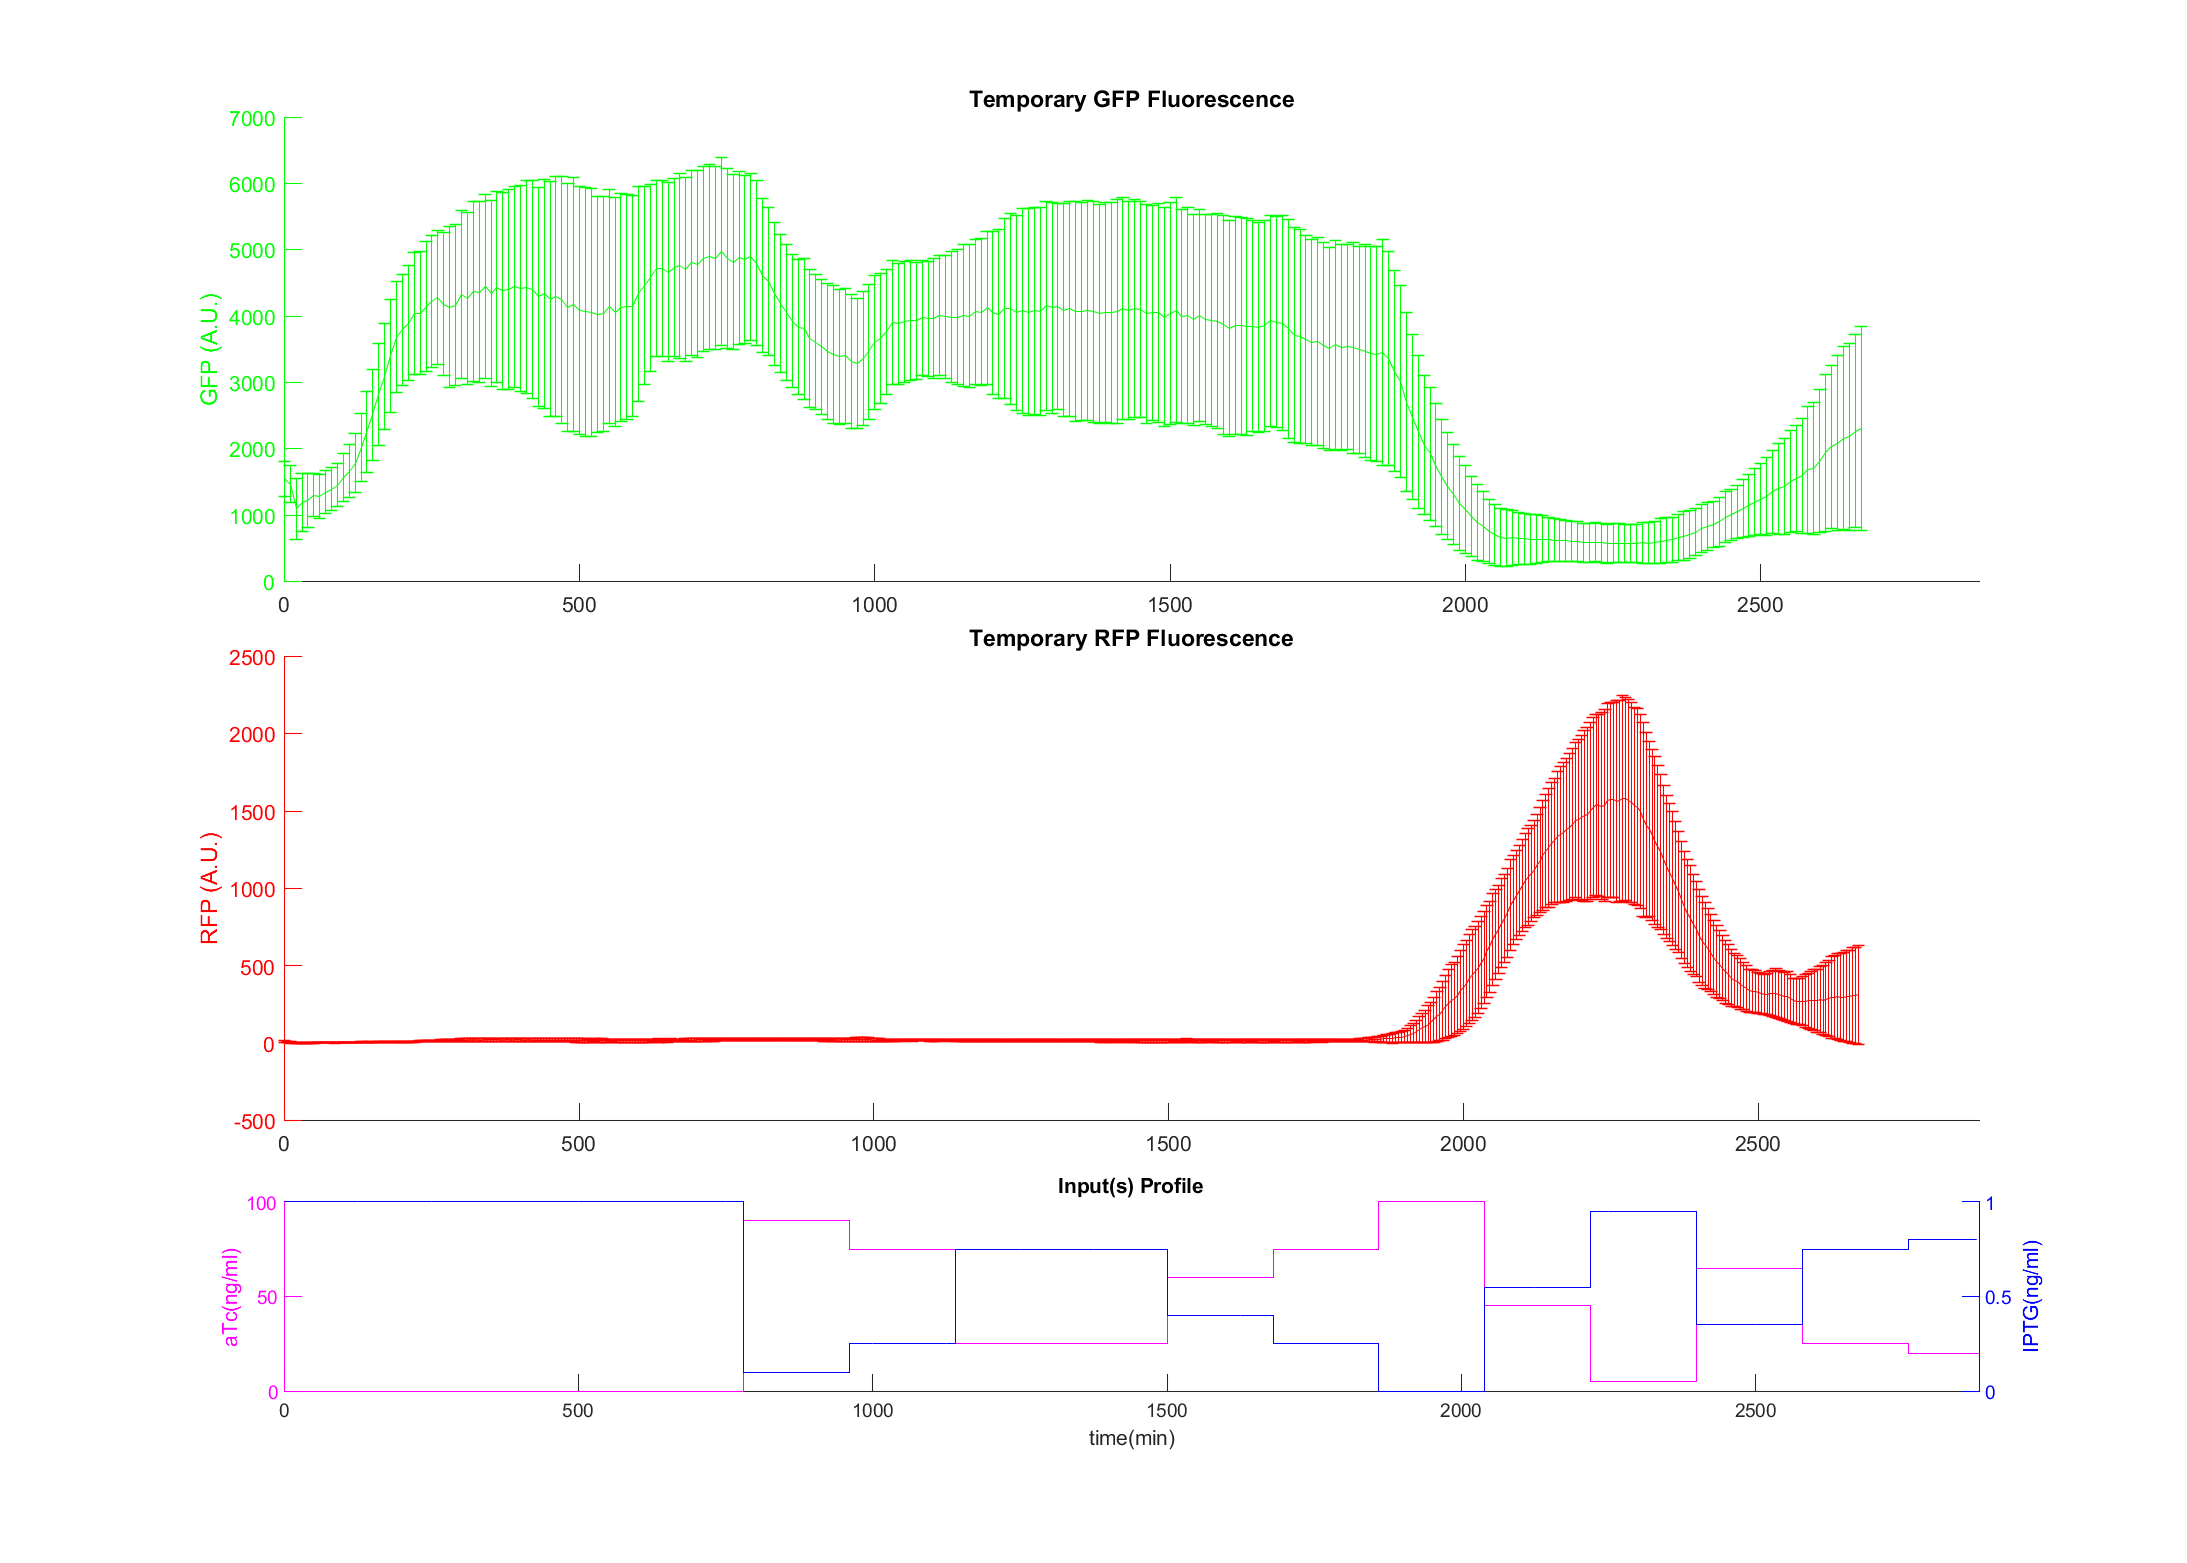 Temporary GFP Fluorescence
7000
6000
5000
4000
3000
2000
1000
0
GFP (A.U.)
0 500 1000 1500 2000 2500
Temporary RFP Fluorescence
2500
2000
1500
1000
500
0
-500
RFP (A.U.)
0 500 1000 1500 2000 2500
Input(s) Profile
100
50
0
aTc(ng/ml)
1
0.5
0
IPTG(ng/ml)
0 500 1000 1500 2000 2500
time(min)